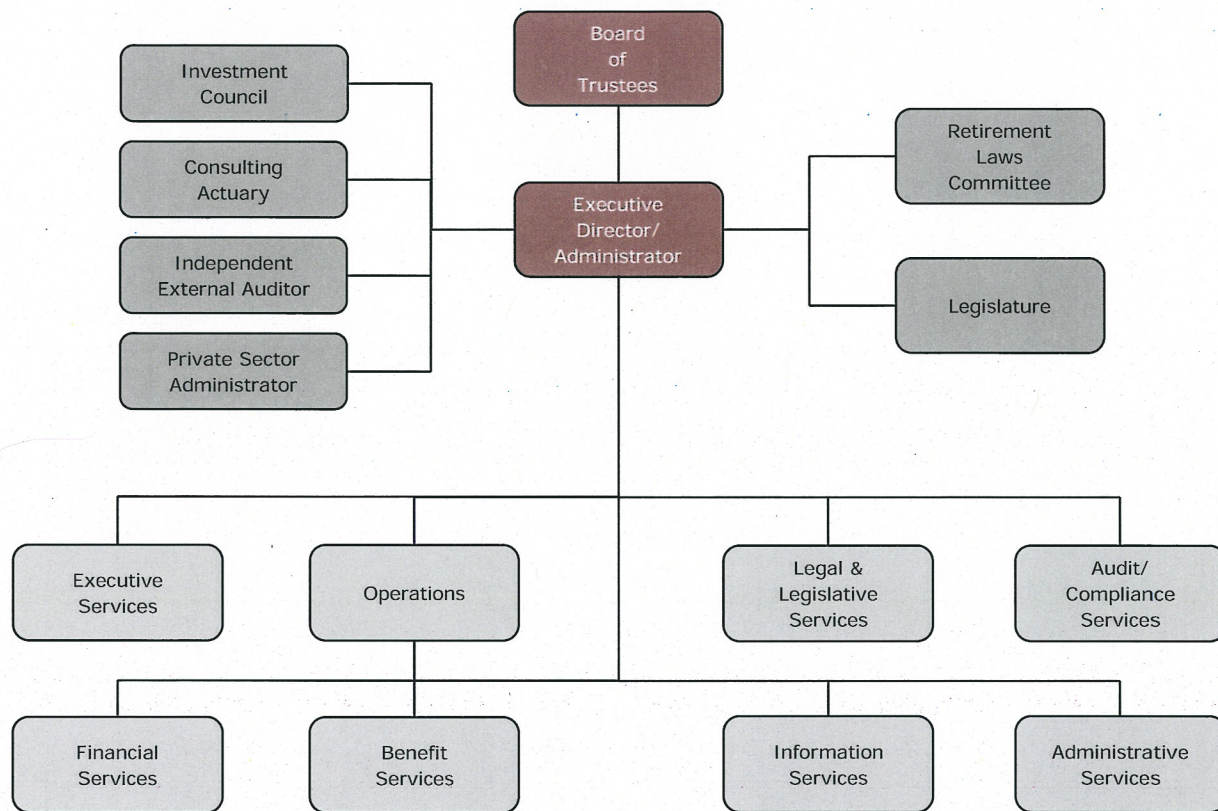 Board
of
Trustees
Investment
Council
Consulting
Actuary
Independent
External Auditor
Private Sector
Administrator
Executive
Director/
Administrator
Retirement
Laws
Committee
Legislature
Executive
Services
Operations
Legal &
Legislative
Services
Audit/
Compliance
Services
Financial
Services
Benefit
Services
Information
Services
Administrative
Services